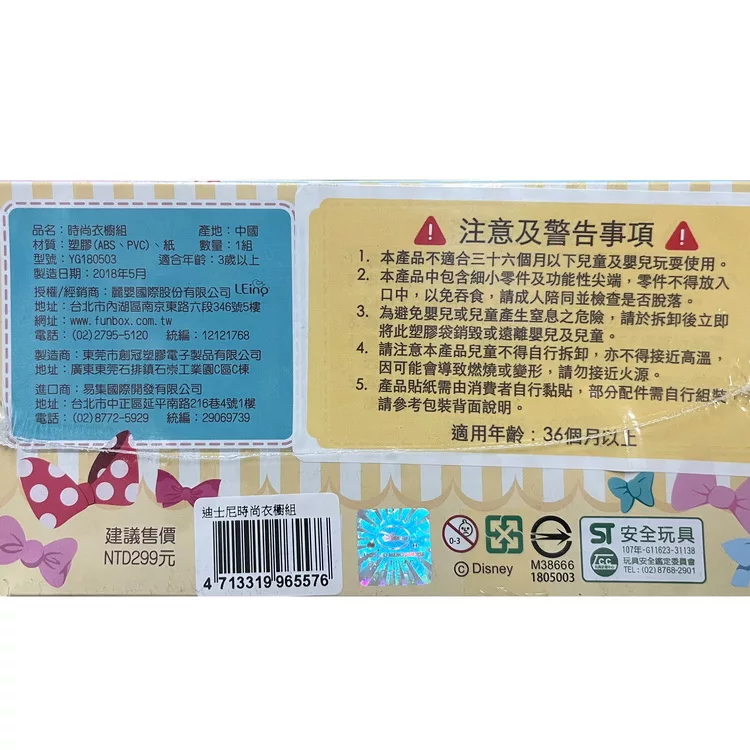 品名：時尚衣櫥組　產地：中國
材質：塑膠(ABS、PVC)、紙　數量：1組
型號：YG180503　適合年齡：3歲以上
製造日期：2018年5月
授權/經銷商：麗嬰國際股份有限公司 LEino
地址：台北市內湖區南京東路六段346號5樓
網址：www.funbox.com.tw
電話：(02)2795-5120　統編：12121768
製造商：東莞市創冠塑膠電子製品有限公司
地址：廣東東莞石排鎮石崇工業園C區C棟
進口商：易集國際開發有限公司
地址：台北市中正區延平南路216巷4號1樓
電話：(02)8772-5929　統編：29069739
注意及警告事項
1. 本產品不適合三十六個月以下兒童及嬰兒玩耍使用。
2. 本產品中包含細小零件及功能性尖端，零件不得放入
口中，以免吞食，請成人陪同並檢查是否脫落。
3. 為避免嬰兒或兒童產生窒息之危險，請於拆卸後立即
將此塑膠袋銷毀或遠離嬰兒及兒童。
4. 請注意本產品兒童不得自行拆卸，亦不得接近高溫，
因可能會導致燃燒或變形，請勿接近火源。
5. 產品貼紙需由消費者自行黏貼，部分配件需自行組裝
請參考包裝背面說明。
適用年齡：36個月以上
建議售價
NTD299元
迪士尼時尚衣櫥組
4 713319 965576
0-3
© Disney
M38666
1805003
ST 安全玩具
107年-G11623-31138
玩具安全鑑定委員會
TEL：(02) 8768-2901